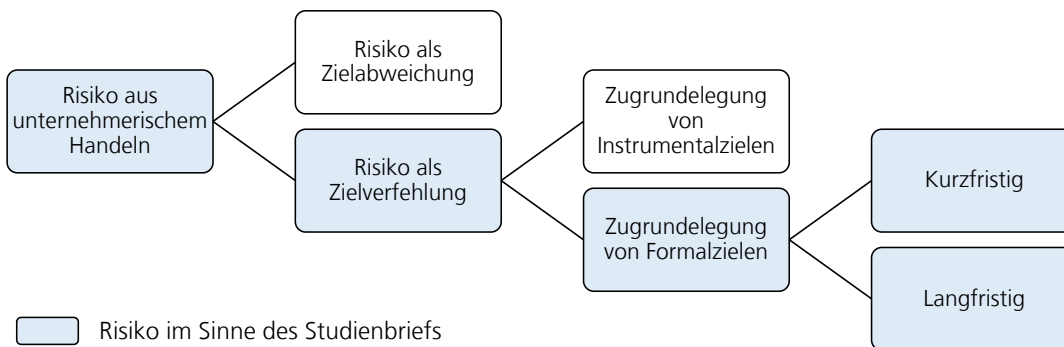 Risiko aus
unternehmerischem
Handeln
Risiko als
Zielabweichung
Risiko als
Zielverfehlung
Zugrundelegung
von
Instrumentalzielen
Zugrundelegung
von Formalzielen
Kurzfristig
Langfristig
Risiko im Sinne des Studienbriefs